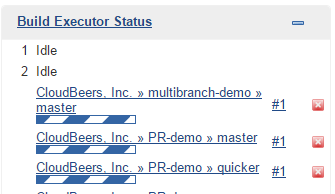 Build Executor Status
1 Idle
2 Idle
CloudBeers, Inc. » multibranch-demo »
master #1
CloudBeers, Inc. » PR-demo » master #1
CloudBeers, Inc. » PR-demo » quicker #1